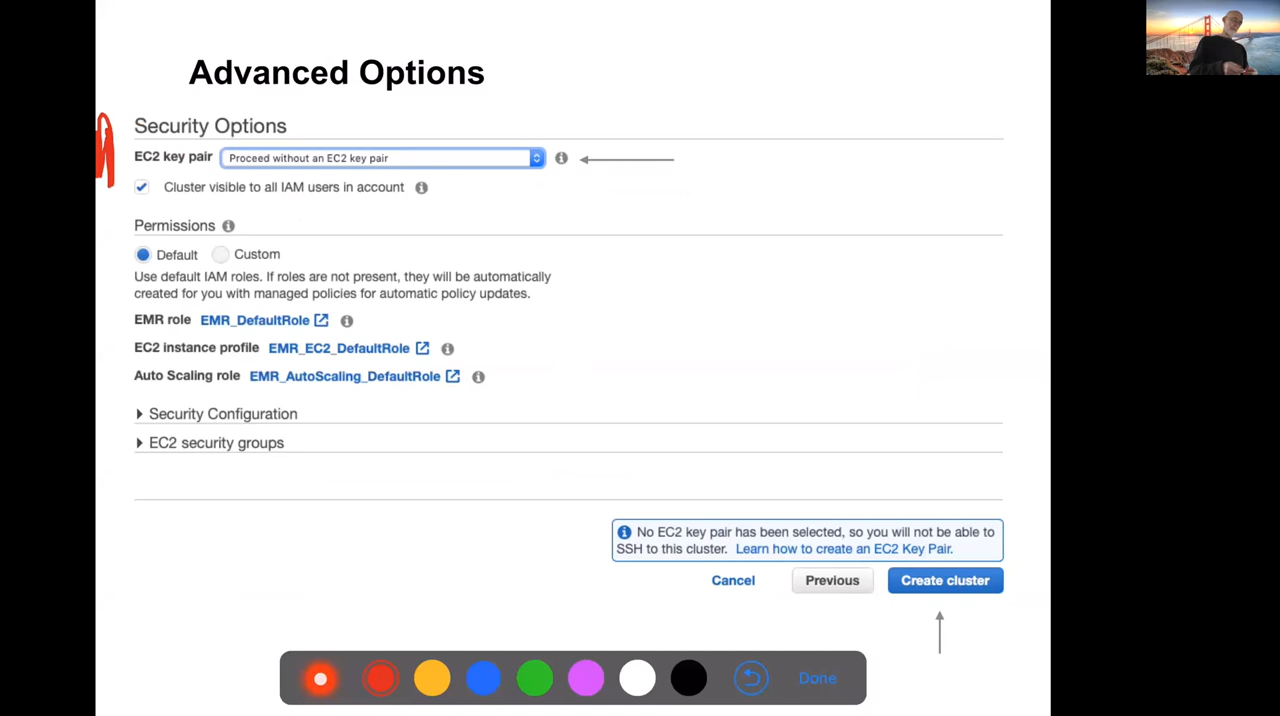 Advanced Options
Security Options
EC2 key pair Proceed without an EC2 key pair
Cluster visible to all IAM users in account
Permissions
Default Custom
Use default IAM roles. If roles are not present, they will be automatically
created for you with managed policies for automatic policy updates.
EMR role EMR_DefaultRole
EC2 instance profile EMR_EC2_DefaultRole
Auto Scaling role EMR_AutoScaling_DefaultRole
Security Configuration
EC2 security groups
No EC2 key pair has been selected, so you will not be able to
SSH to this cluster. Learn how to create an EC2 Key Pair.
Cancel Previous Create cluster
Done